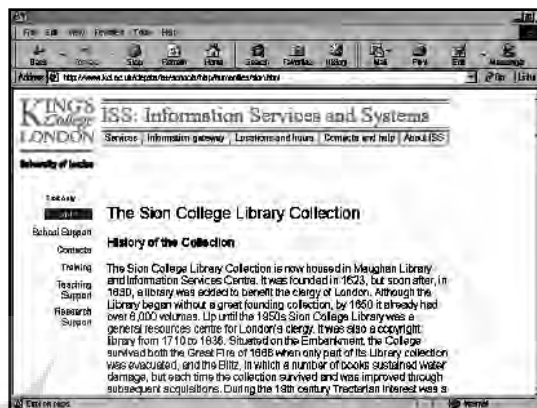 File Edit View Favorites Tools Help
Back Stop Refresh Home Search Favorites History Mail Print Edit Messenger
Address Go Links
KING'S
College
LONDON
University of London
ISS: Information Services and Systems
Services Information gateway Locations and hours Contacts and help About ISS
Text only
School Support
Contacts
Training
Teaching
Support
Research
Support
The Sion College Library Collection
History of the Collection
The Sion College Library Collection is now housed in Maughan Library
and Information Services Centre. It was founded in 1623, but soon after, in
1630, a library was added to benefit the clergy of London. Although the
Library began without a great founding collection, by 1650 it already had
over 6,000 volumes. Up until the 1950s Sion College Library was a
general resources centre for London's clergy. It was also a copyright
library from 1710 to 1836. Situated on the Embankment, the College
survived both the Great Fire of 1666 when only part of its Library collection
was evacuated, and the Blitz, in which a number of books sustained water
damage, but each time the collection survived and was improved through
subsequent acquisitions. During the 19th century Tractarian interest was a
Internet